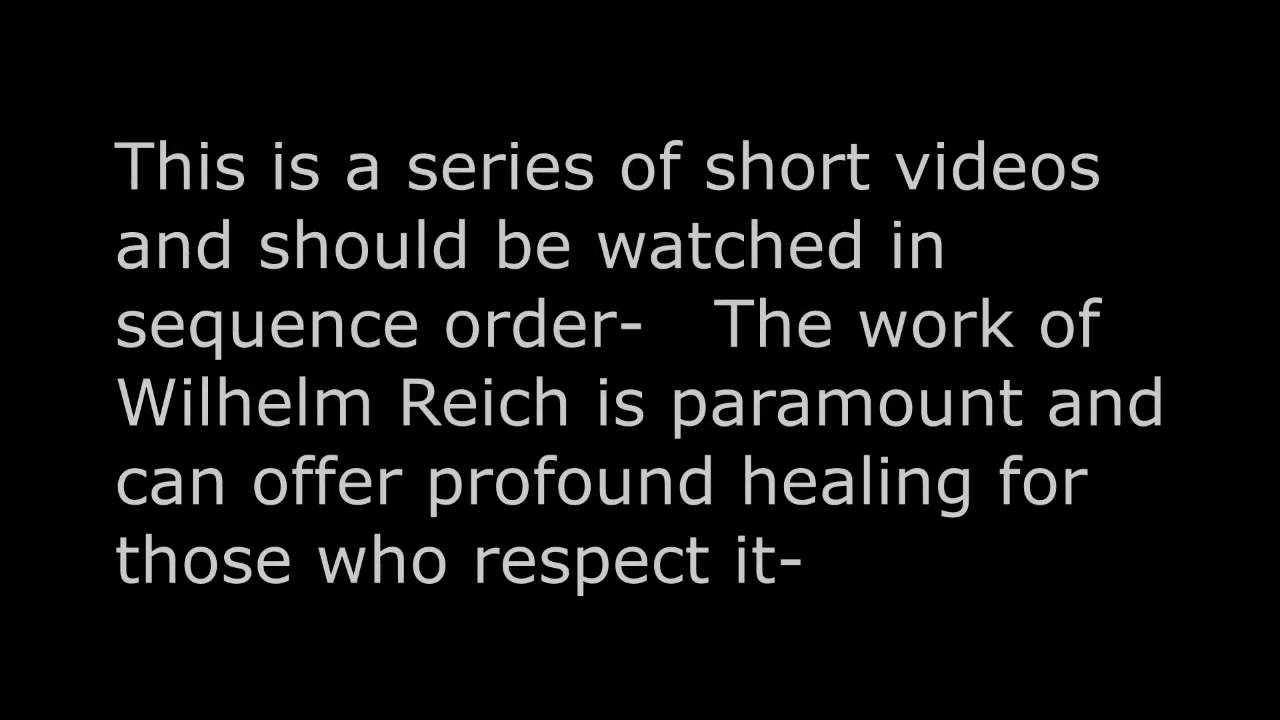 This is a series of short videos
and should be watched in
sequence order-   The work of
Wilhelm Reich is paramount and
can offer profound healing for
those who respect it-